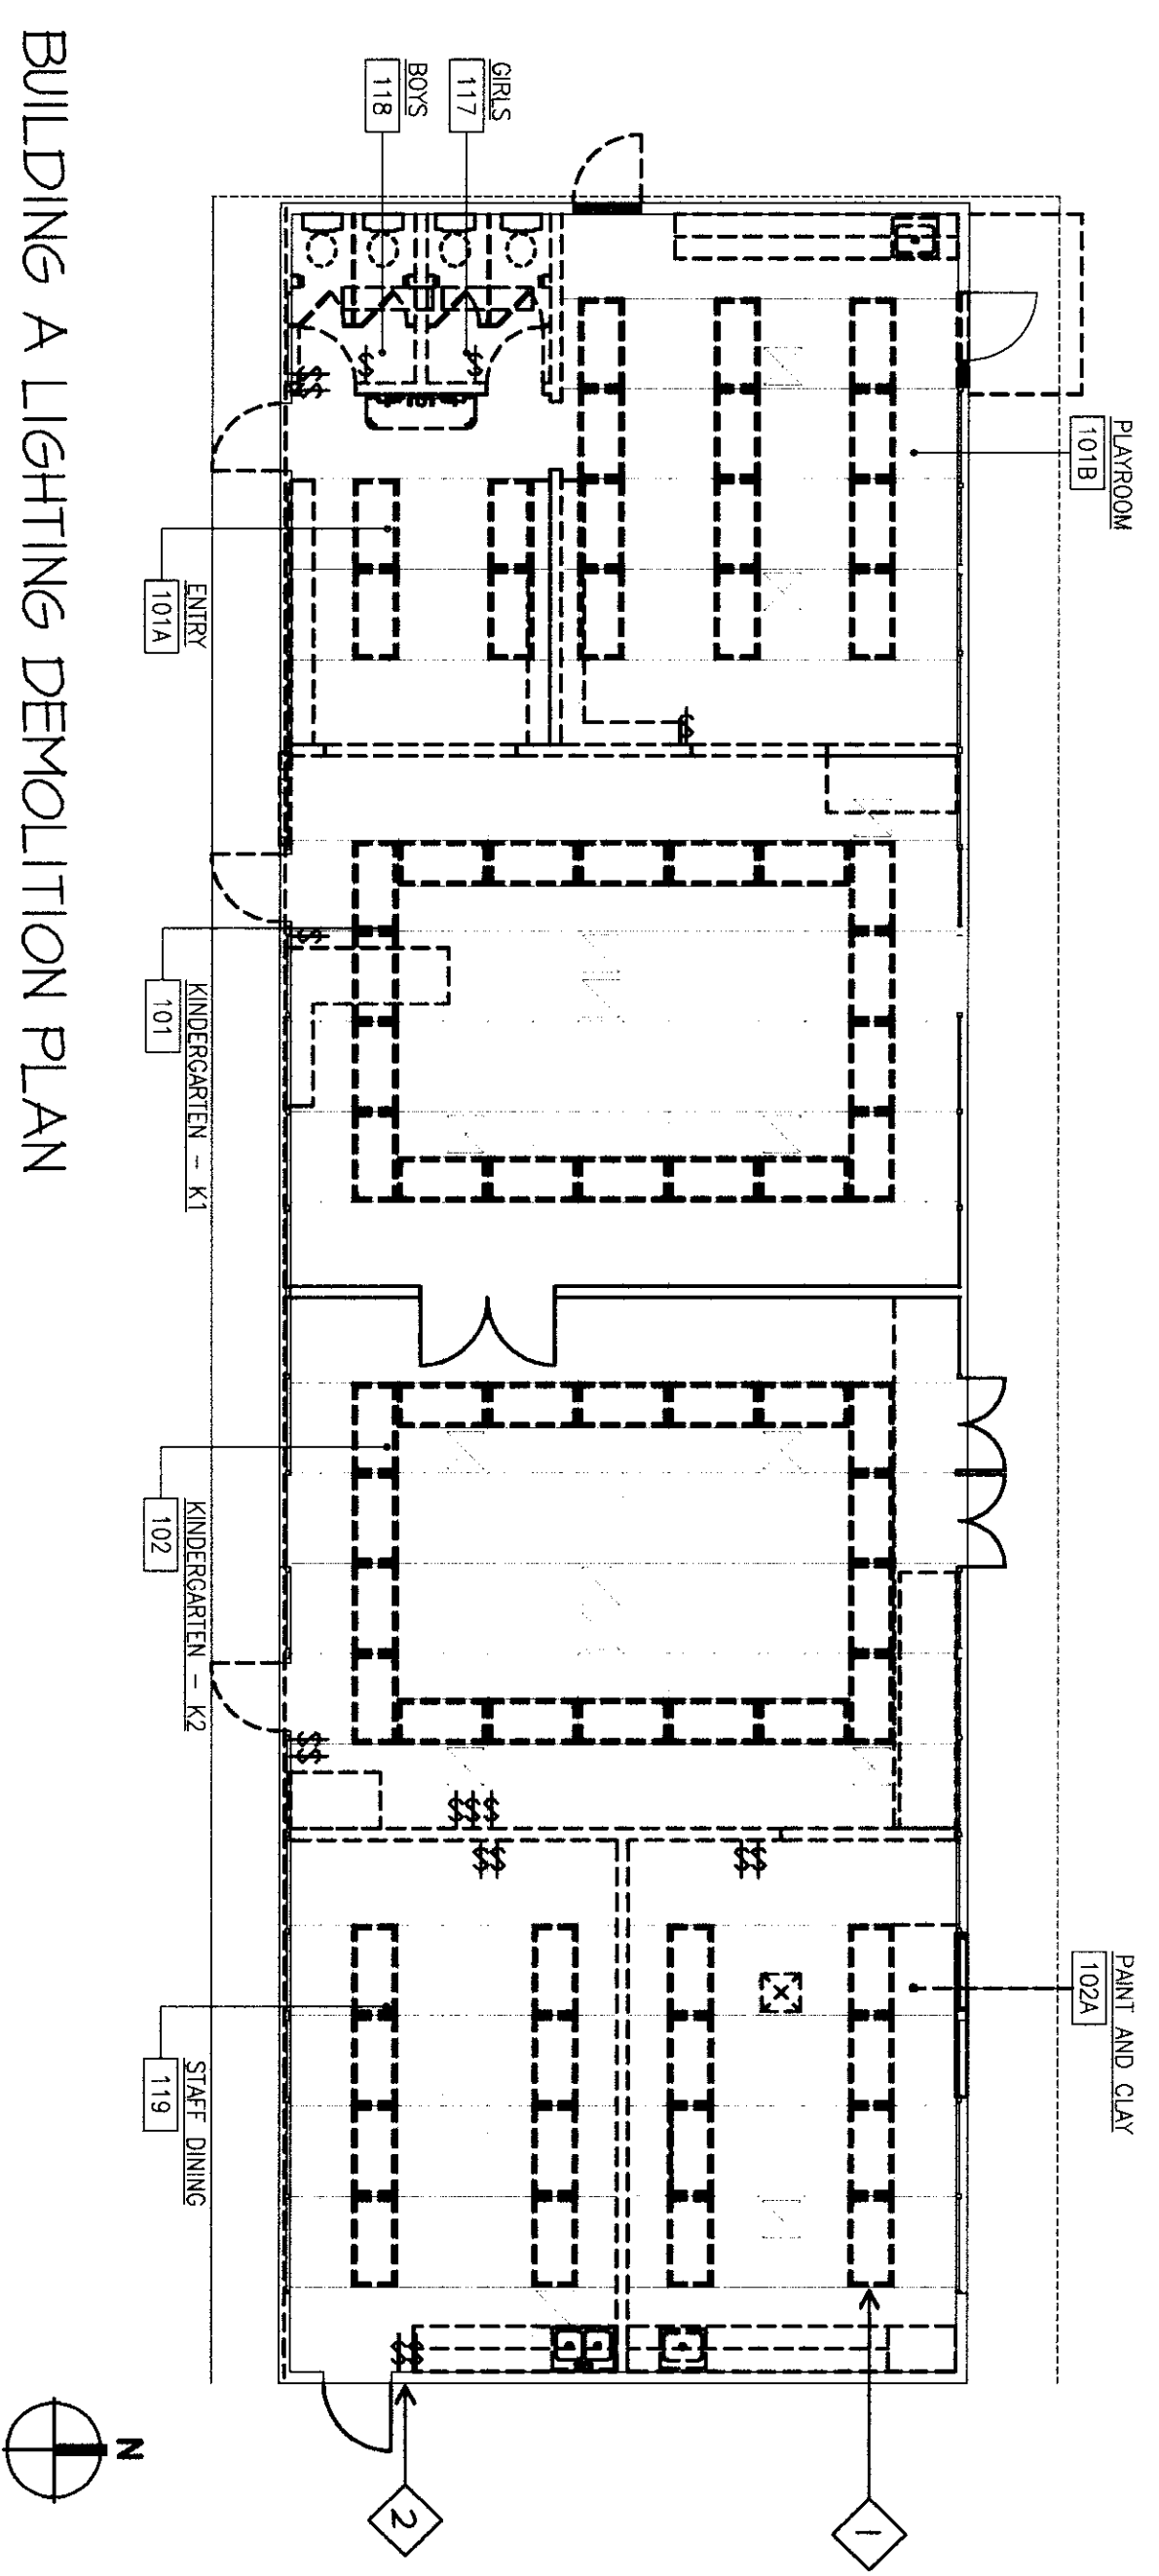 GIRLS
117
BOYS
118
PLAYROOM
101B
ENTRY
101A
KINDERGARTEN - K1
101
KINDERGARTEN - K2
102
PAINT AND CLAY
102A
STAFF DINING
119
$$
$
$
$
$
$$
$$$
$$
$$
$$
1
2
N
BUILDING A LIGHTING DEMOLITION PLAN